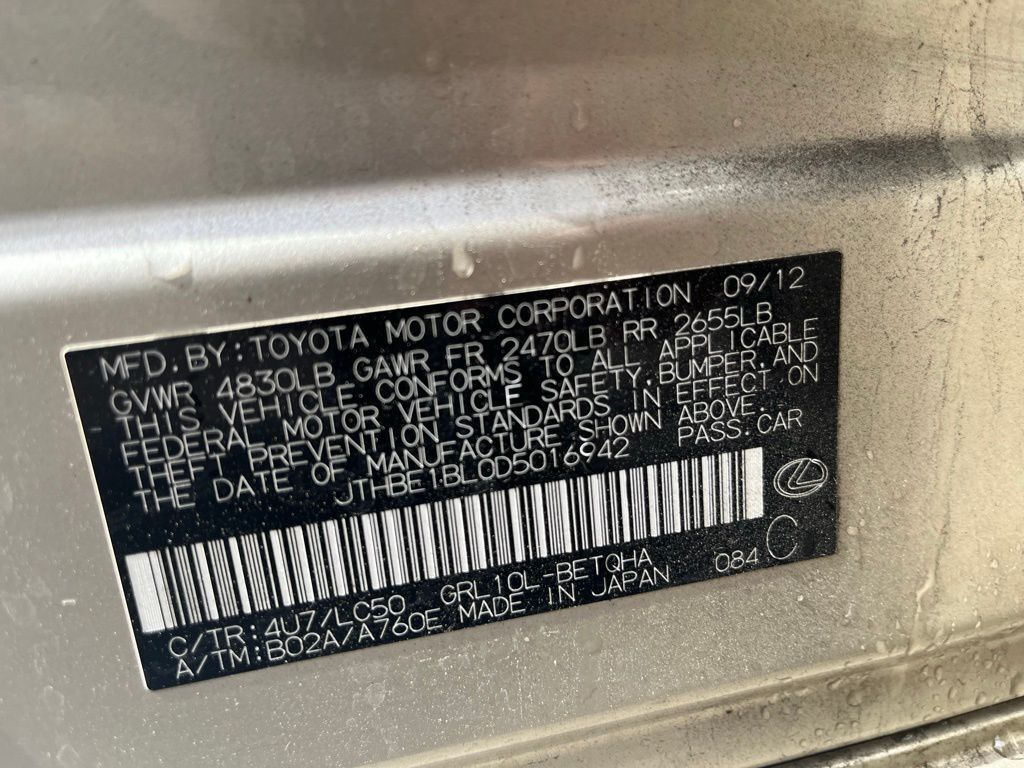 MFD. BY: TOYOTA MOTOR CORPORATION 09/12
GVWR 4830LB GAWR FR 2470LB RR 2655LB
THIS VEHICLE CONFORMS TO ALL APPLICABLE
FEDERAL MOTOR VEHICLE SAFETY, BUMPER, AND
THEFT PREVENTION STANDARDS IN EFFECT ON
THE DATE OF MANUFACTURE SHOWN ABOVE.
JTHBE1BL0D5016942 PASS. CAR
C/TR: 4U7/LC50 GRL10L-BETQHA 084 C
A/TM: B02A/A760E MADE IN JAPAN